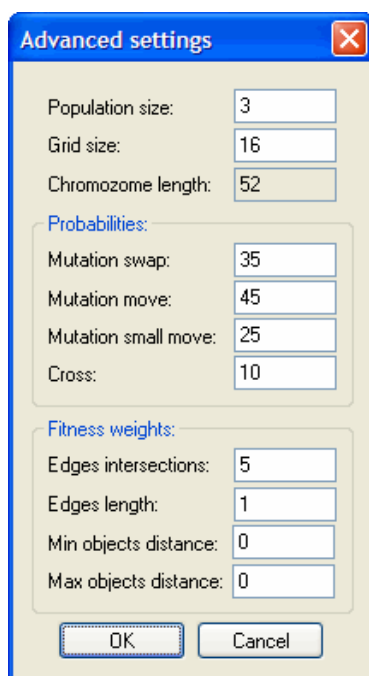 Advanced settings
Population size: 3
Grid size: 16
Chromozome length: 52
Probabilities:
Mutation swap: 35
Mutation move: 45
Mutation small move: 25
Cross: 10
Fitness weights:
Edges intersections: 5
Edges length: 1
Min objects distance: 0
Max objects distance: 0
OK Cancel